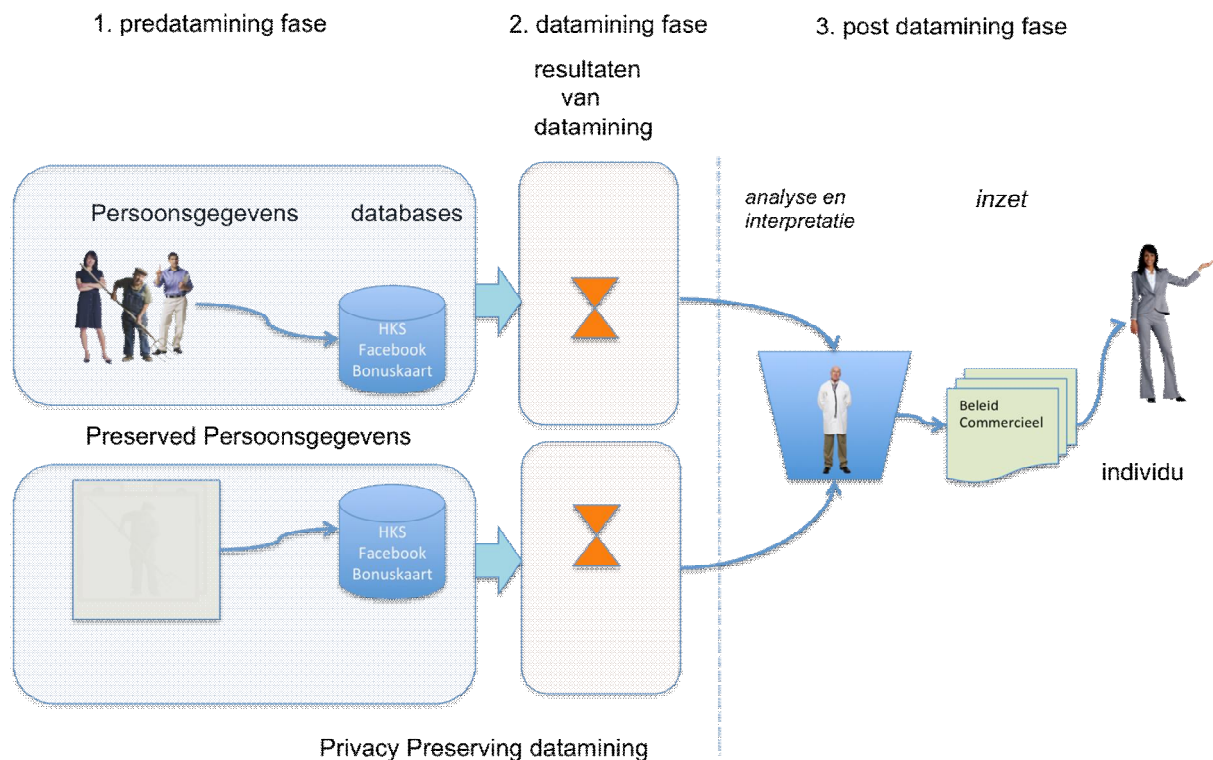 1. predatamining fase
2. datamining fase
3. post datamining fase
resultaten
van
datamining
Persoonsgegevens
databases
HKS
Facebook
Bonuskaart
analyse en
interpretatie
inzet
Beleid
Commercieel
individu
Preserved Persoonsgegevens
HKS
Facebook
Bonuskaart
Privacy Preserving datamining